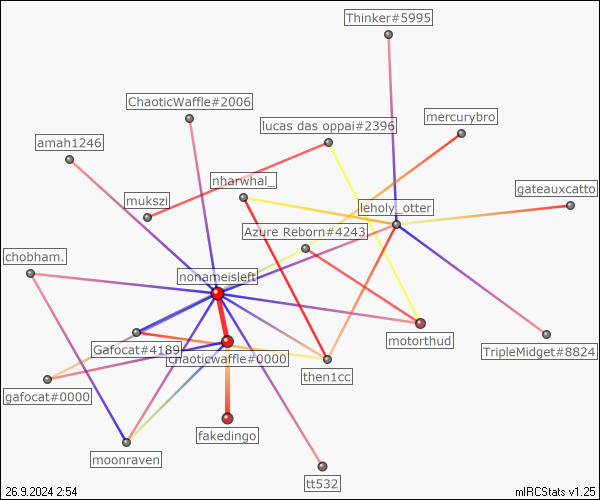 Thinker#5995
ChaoticWaffle#2006
mercurybro
lucas das oppai#2396
amah1246
nharwhal_
gateauxcatto
mukszi
leholy_otter
Azure Reborn#4243
chobham.
nonameisleft
motorthud
Gafocat#4189
TripleMidget#8824
chaoticwaffle#0000
then1cc
gafocat#0000
fakedingo
moonraven
tt532
26.9.2024 2:54
mIRCStats v1.25